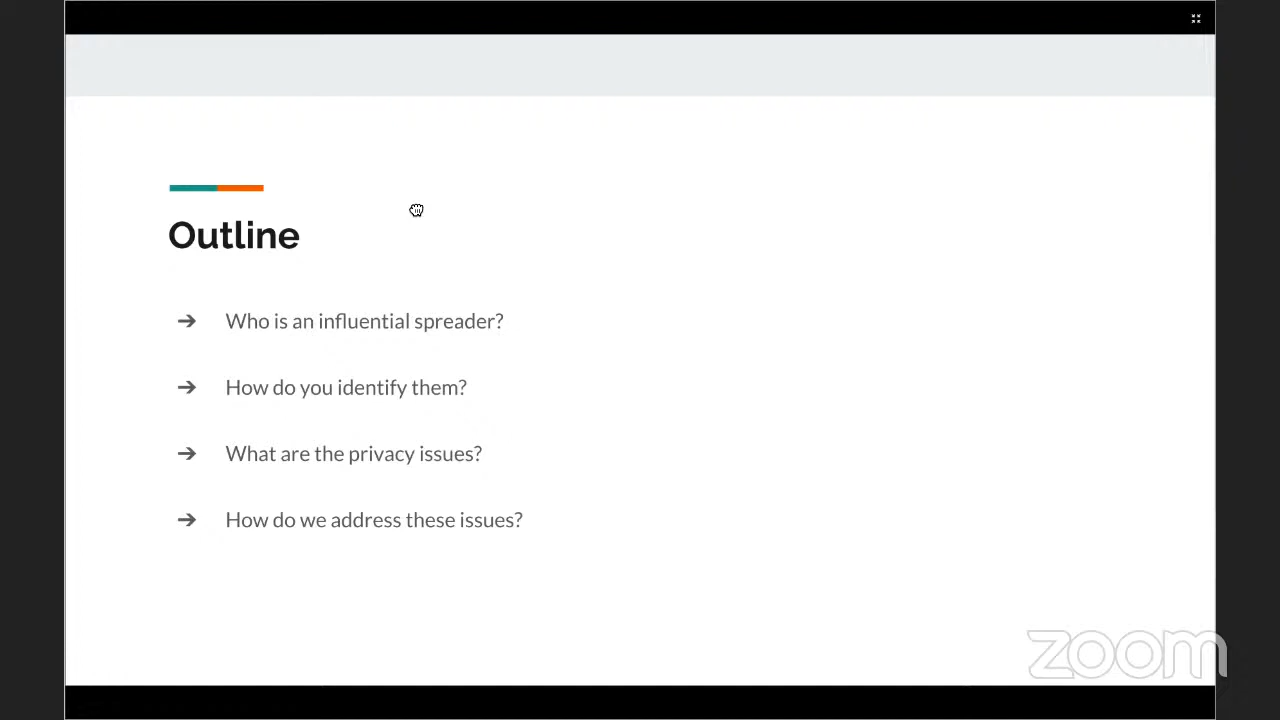 Outline
➔ Who is an influential spreader?
➔ How do you identify them?
➔ What are the privacy issues?
➔ How do we address these issues?
zoom